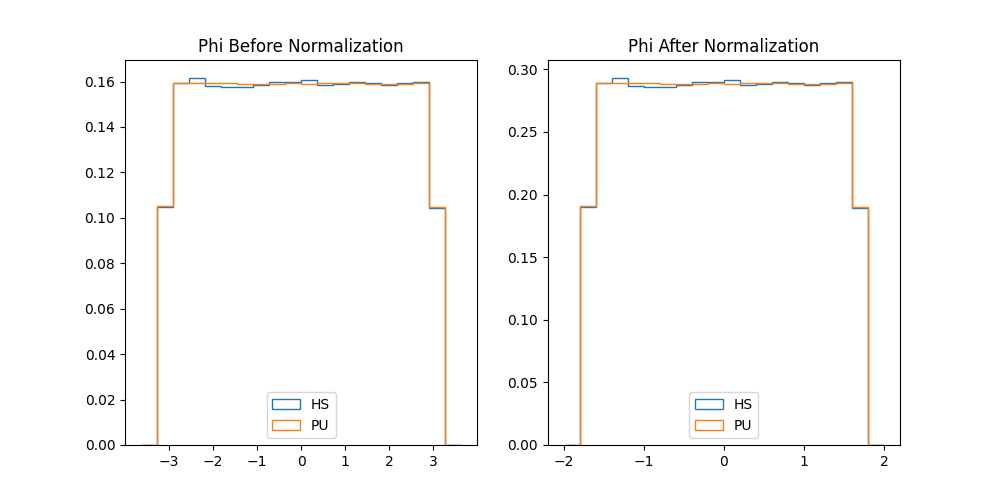 Phi Before Normalization
0.16
0.14
0.12
0.10
0.08
0.06
0.04
0.02
0.00
−3 −2 −1 0 1 2 3
HS
PU
Phi After Normalization
0.30
0.25
0.20
0.15
0.10
0.05
0.00
−2 −1 0 1 2
HS
PU